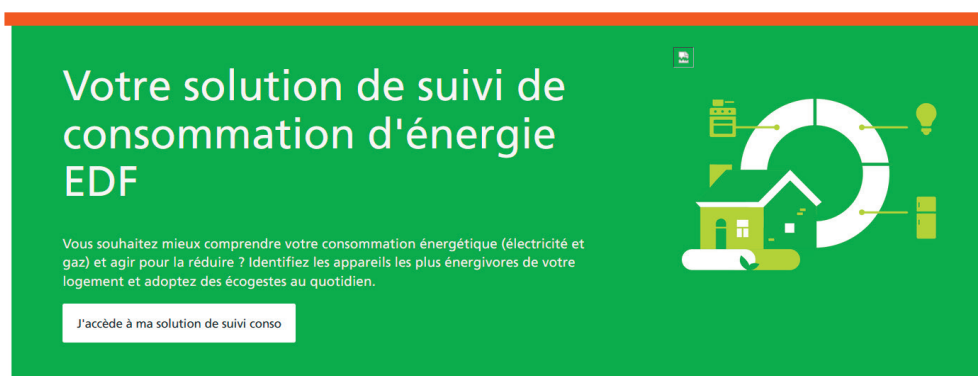 Votre solution de suivi de
consommation d'énergie
EDF
Vous souhaitez mieux comprendre votre consommation énergétique (électricité et
gaz) et agir pour la réduire ? Identifiez les appareils les plus énergivores de votre
logement et adoptez des écogestes au quotidien.
J'accède à ma solution de suivi conso